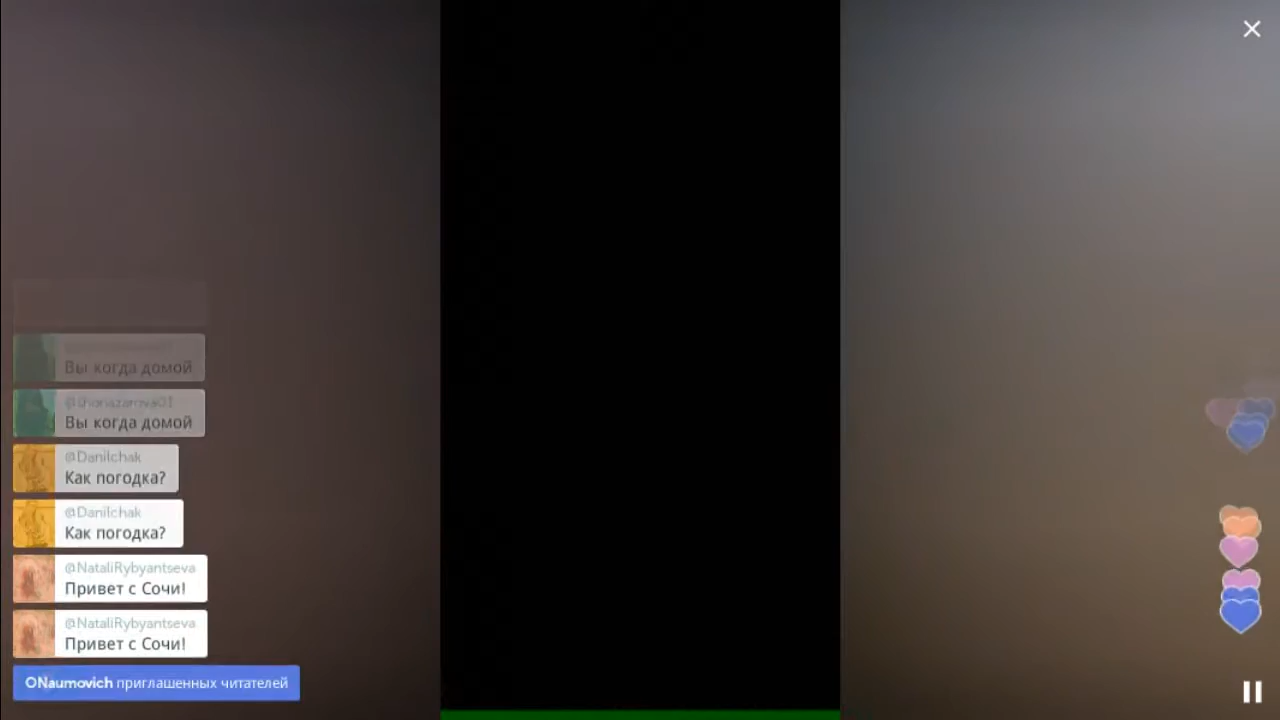 Вы когда домой
Вы когда домой
@Danilchak
Как погодка?
@Danilchak
Как погодка?
@NataliRybyantseva
Привет с Сочи!
@NataliRybyantseva
Привет с Сочи!
ONaumovich приглашенных читателей